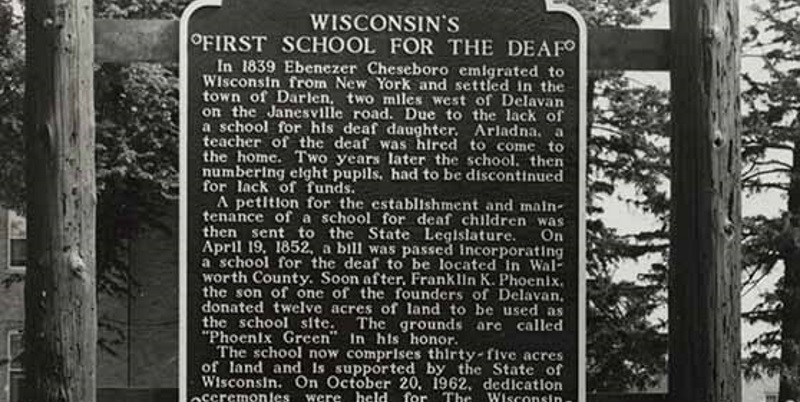 WISCONSIN'S
FIRST SCHOOL FOR THE DEAF
In 1839 Ebenezer Cheseboro emigrated to
Wisconsin from New York and settled in the
town of Darien, two miles west of Delavan
on the Janesville road. Due to the lack of
a school for his deaf daughter, Ariadna, a
teacher of the deaf was hired to come to
the home. Two years later the school, then
numbering eight pupils, had to be discontinued
for lack of funds.
A petition for the establishment and main-
tenance of a school for deaf children was
then sent to the State Legislature. On
April 19, 1852, a bill was passed incorporating
a school for the deaf to be located in Wal-
worth County. Soon after, Franklin K. Phoenix,
the son of one of the founders of Delavan,
donated twelve acres of land to be used as
the school site. The grounds are called
"Phoenix Green" in his honor.
The school now comprises thirty-five acres
of land and is supported by the State of
Wisconsin. On October 20, 1962, dedication
ceremonies were held for The Wisconsin